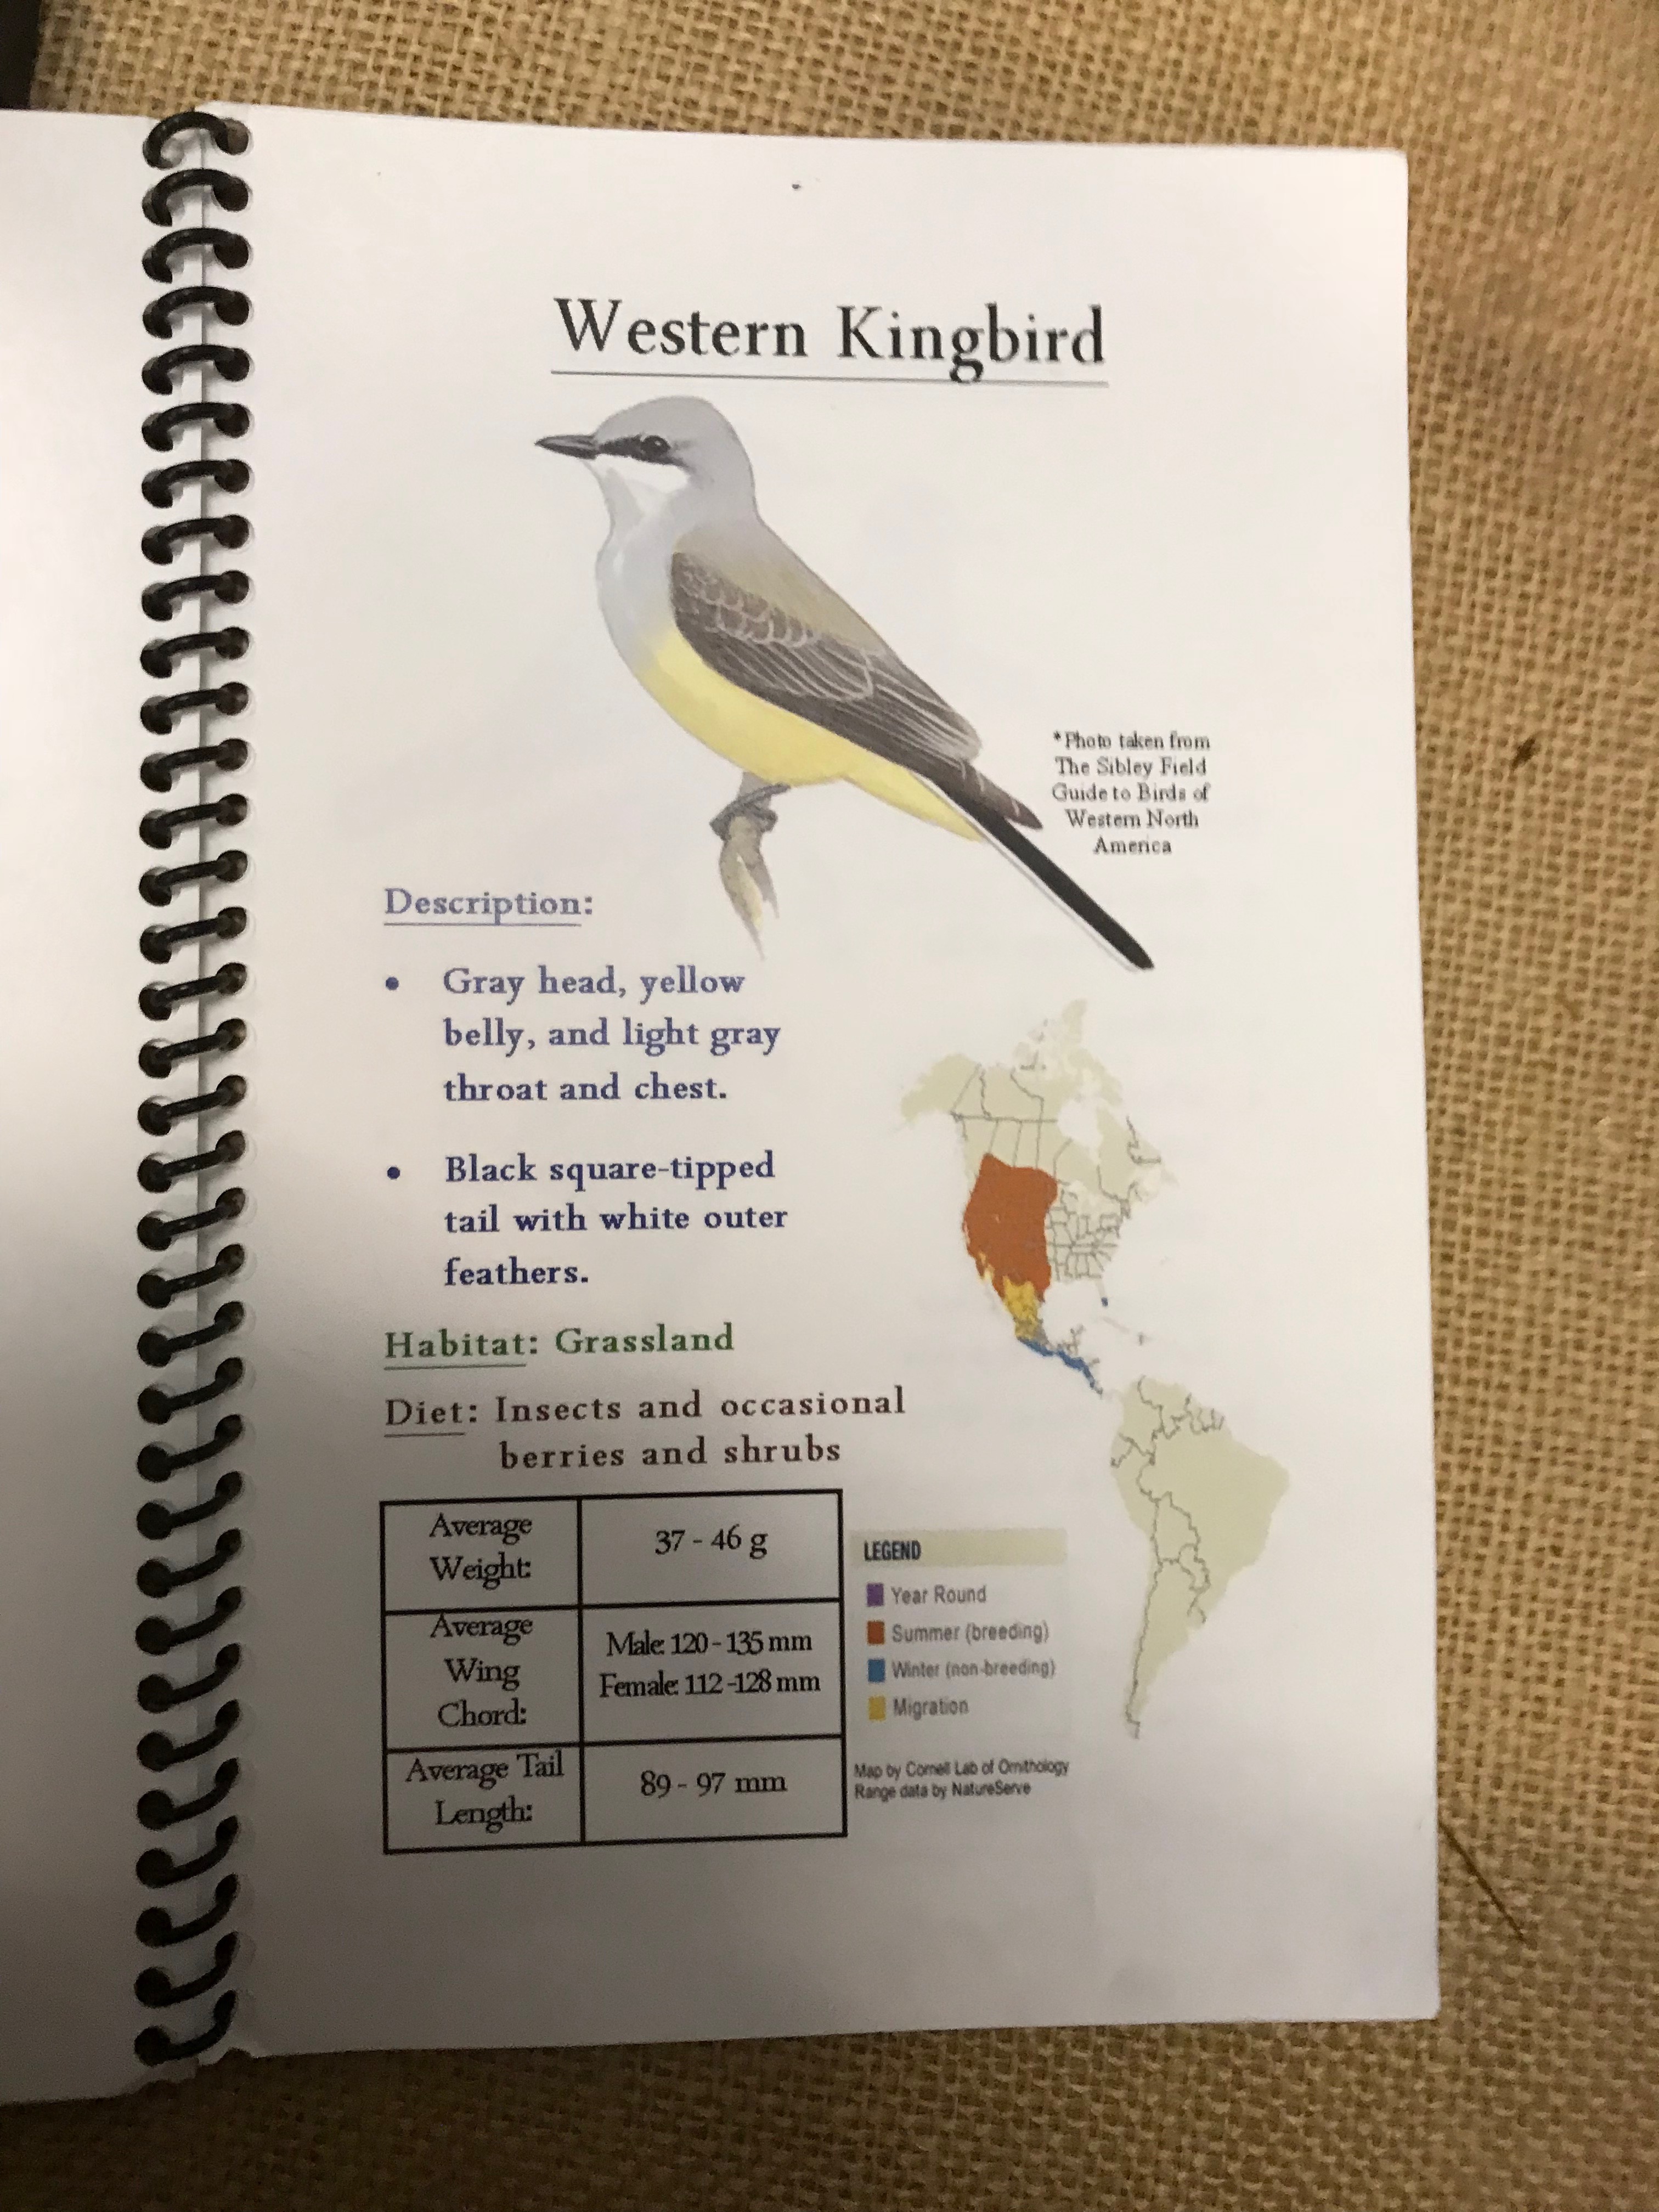 Western Kingbird
*Photo taken from
The Sibley Field
Guide to Birds of
Western North
America
Description:
• Gray head, yellow
belly, and light gray
throat and chest.
• Black square-tipped
tail with white outer
feathers.
Habitat: Grassland
Diet: Insects and occasional
berries and shrubs
Average
Weight:
37 - 46 g
Average
Wing
Chord:
Male: 120 - 135 mm
Female: 112 -128 mm
Average Tail
Length:
89 - 97 mm
LEGEND
Year Round
Summer (breeding)
Winter (non-breeding)
Migration
Map by Cornell Lab of Ornithology
Range data by NatureServe